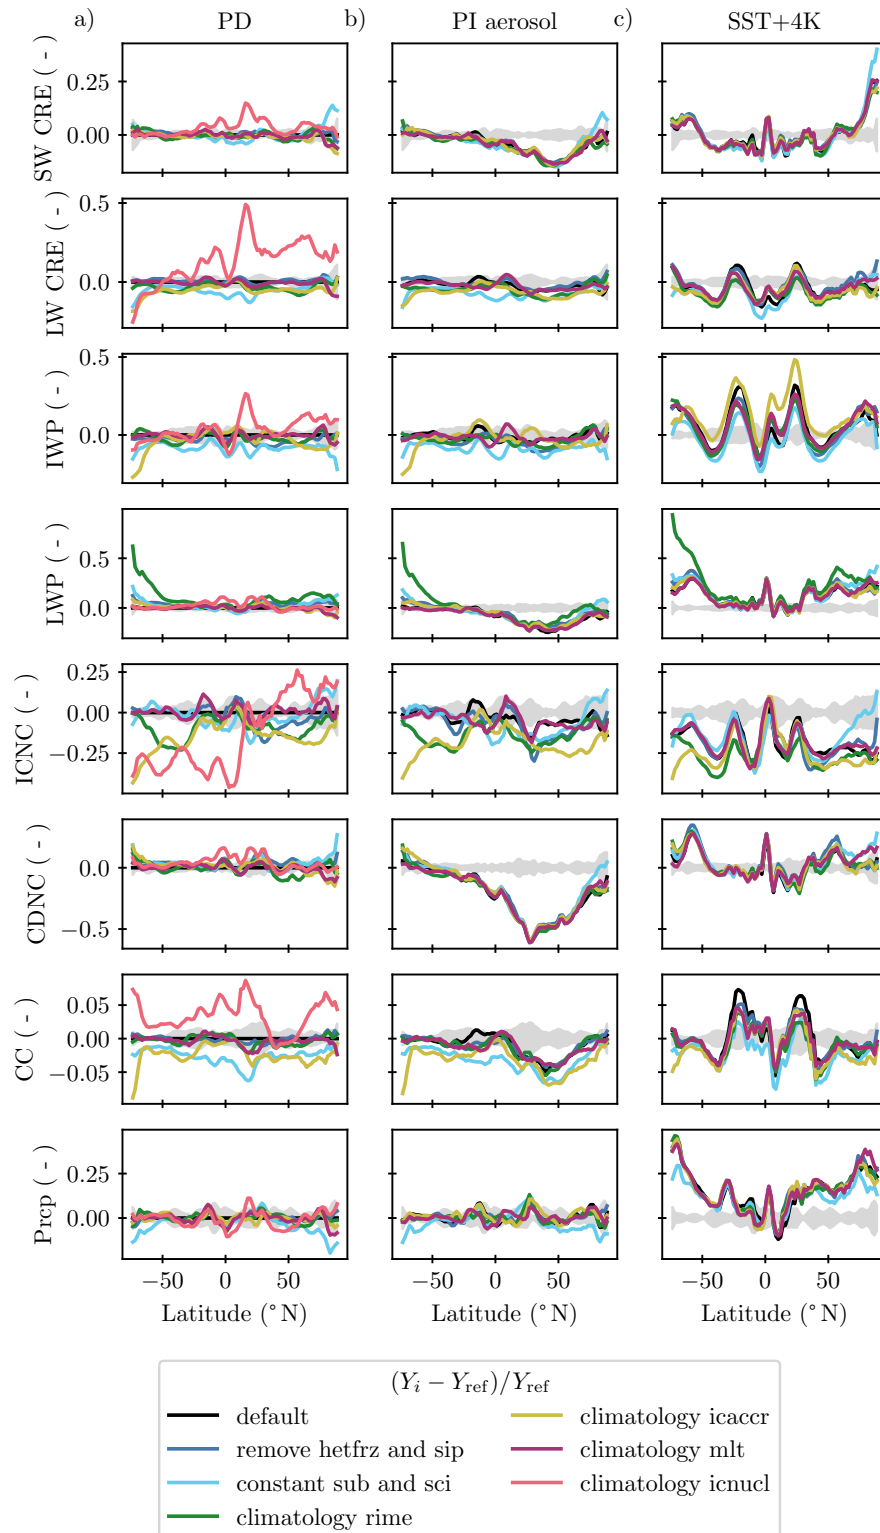 a) PD b) PI aerosol c) SST+4K
SW CRE ( - )
0.25
0.00
LW CRE ( - )
0.5
0.0
IWP ( - )
0.5
0.0
LWP ( - )
0.5
0.0
ICNC ( - )
0.25
0.00
−0.25
CDNC ( - )
0.0
−0.5
CC ( - )
0.05
0.00
−0.05
Prcp ( - )
0.25
0.00
−50 0 50 −50 0 50 −50 0 50
Latitude (° N) Latitude (° N) Latitude (° N)
(Y_i − Y_ref)/Y_ref
default
remove hetfrz and sip
constant sub and sci
climatology rime
climatology icaccr
climatology mlt
climatology icnucl